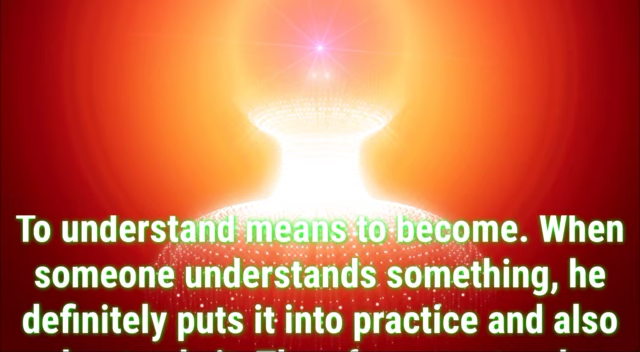 To understand means to become. When
someone understands something, he
definitely puts it into practice and also